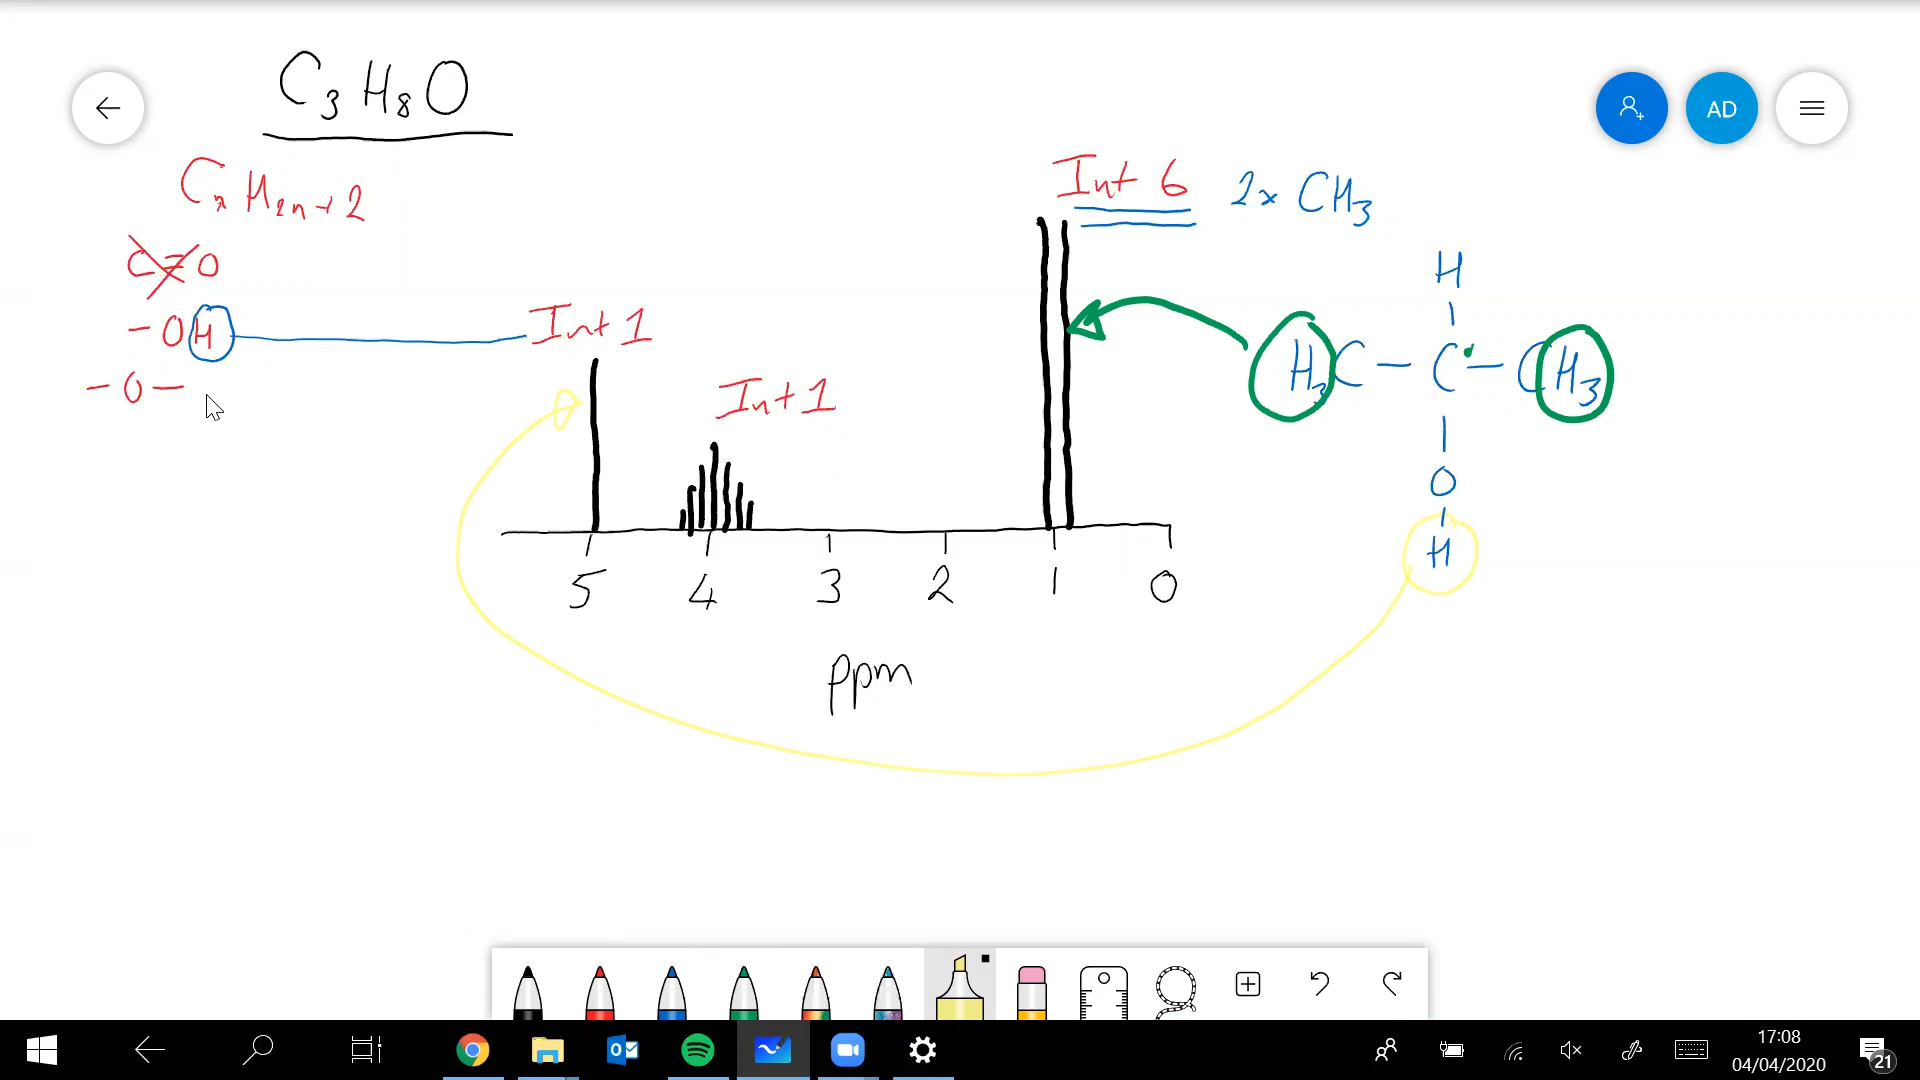 C₃H₈O
AD
CₙH₂ₙ₊₂
Int 6 2x CH₃
C=O
-OH
Int 1
-O-
Int 1
H
H₃C-C-CH₃
O
H
5 4 3 2 1 0
ppm
17:08
04/04/2020
21